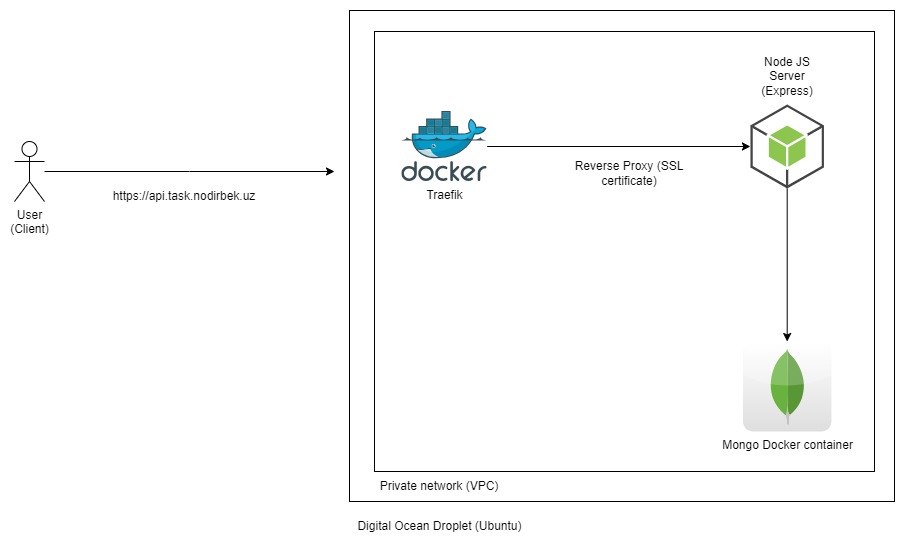 Node JS
Server
(Express)
docker
Traefik
Reverse Proxy (SSL
certificate)
https://api.task.nodirbek.uz
User
(Client)
Mongo Docker container
Private network (VPC)
Digital Ocean Droplet (Ubuntu)